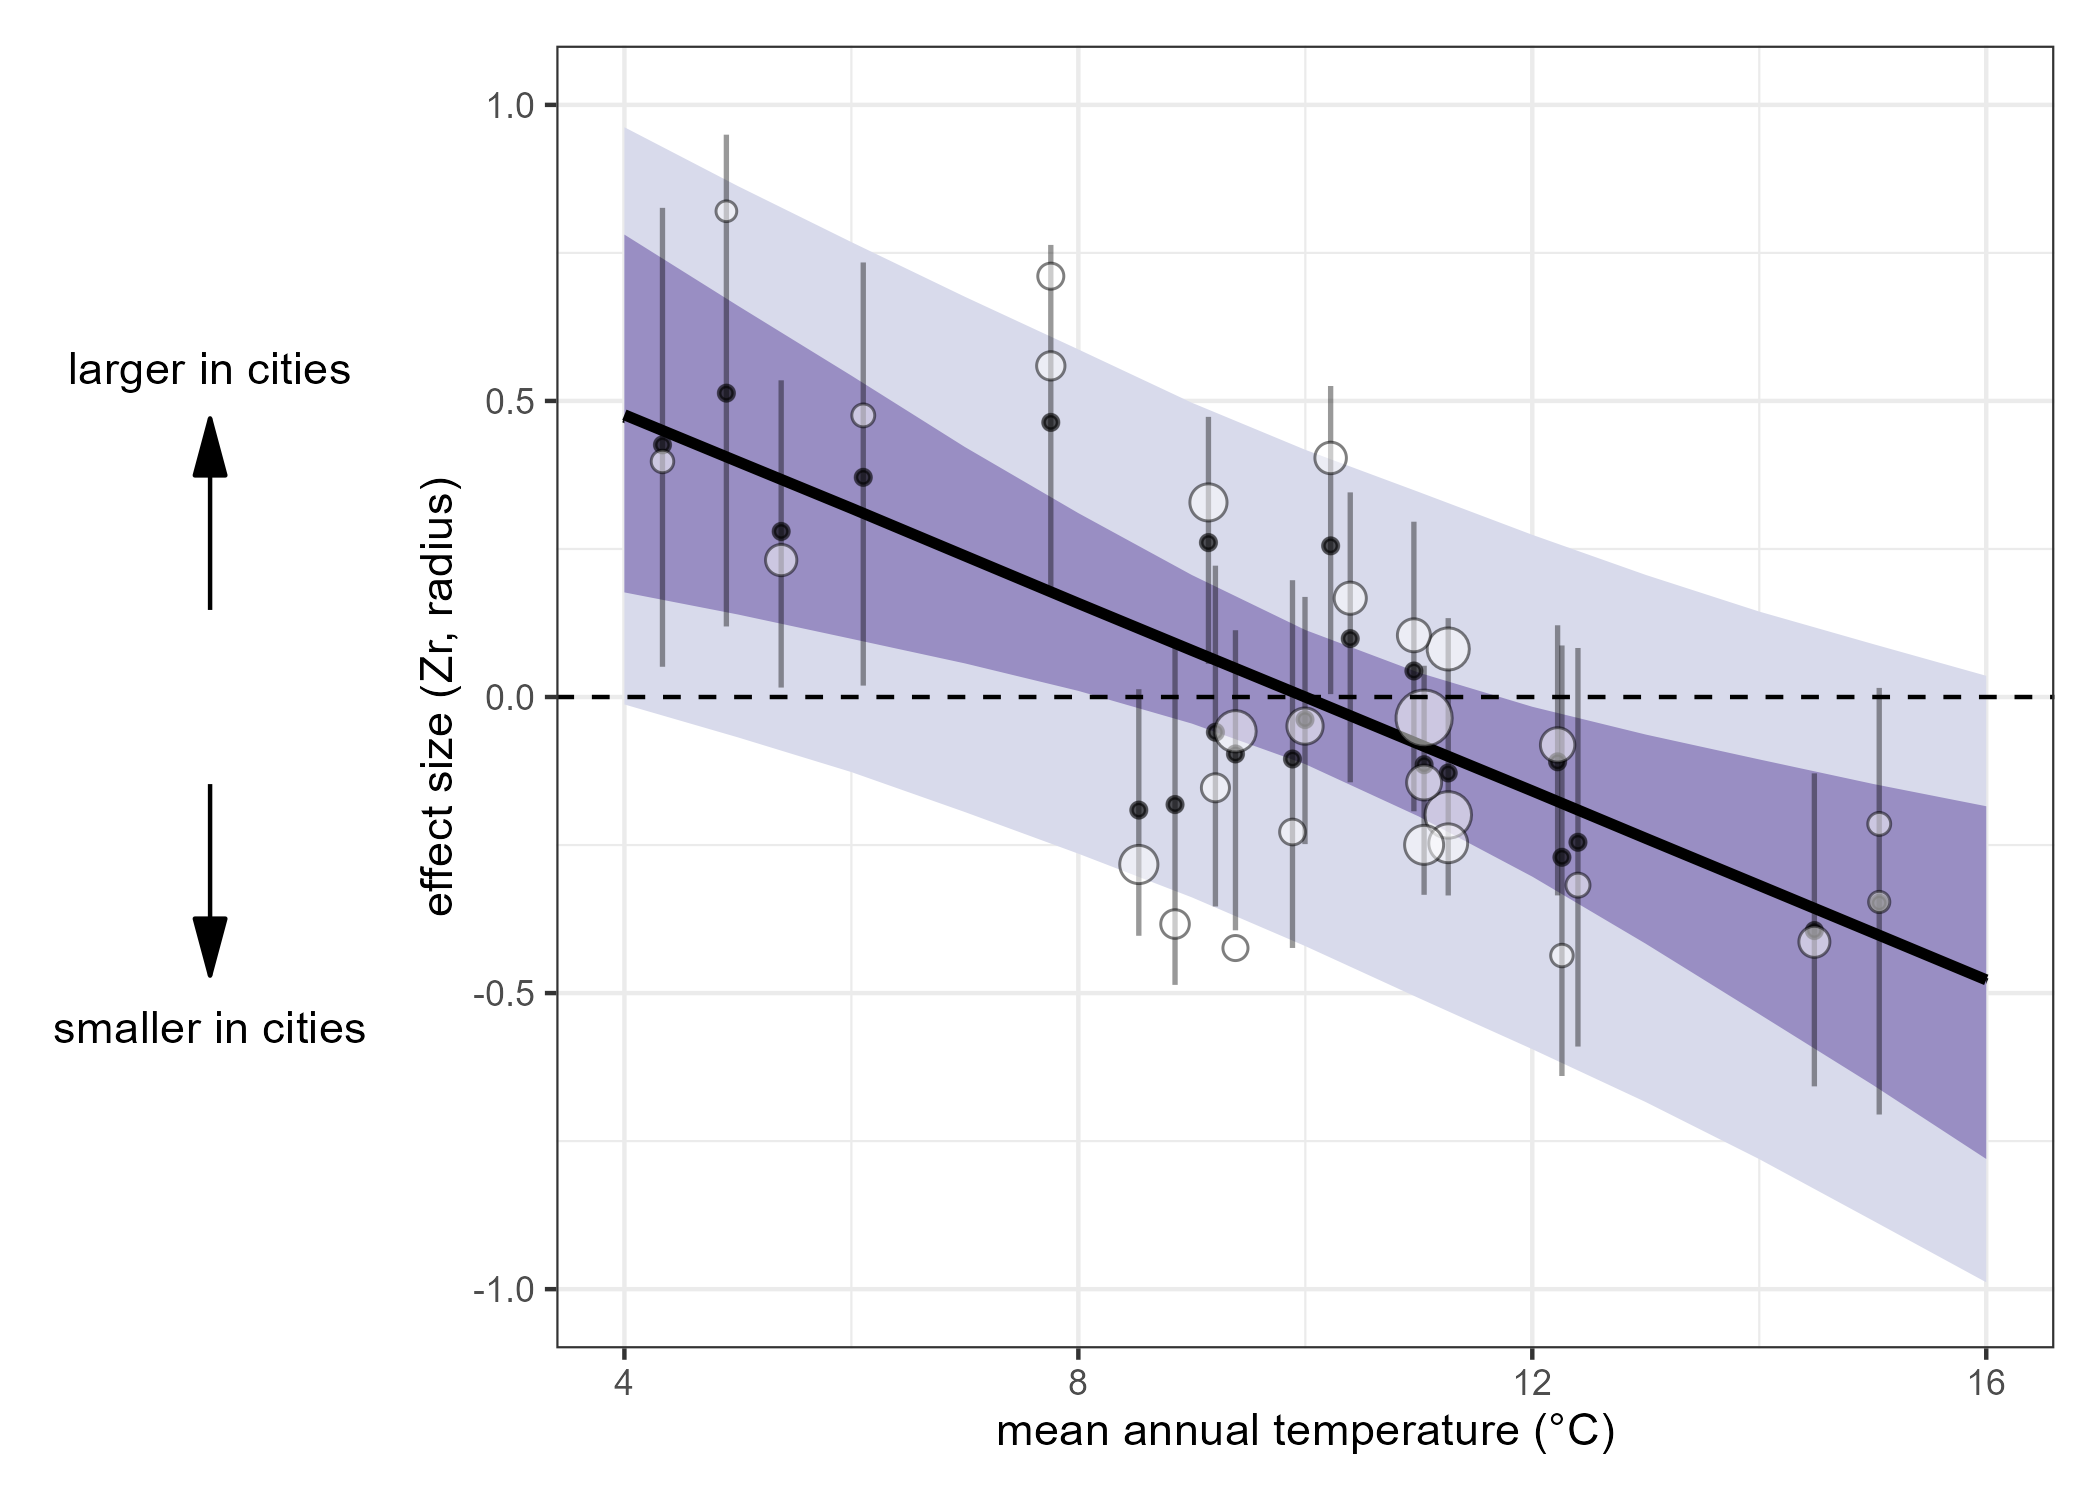 larger in cities
smaller in cities
effect size (Zr, radius)
1.0
0.5
0.0
-0.5
-1.0
4
8
12
16
mean annual temperature (°C)